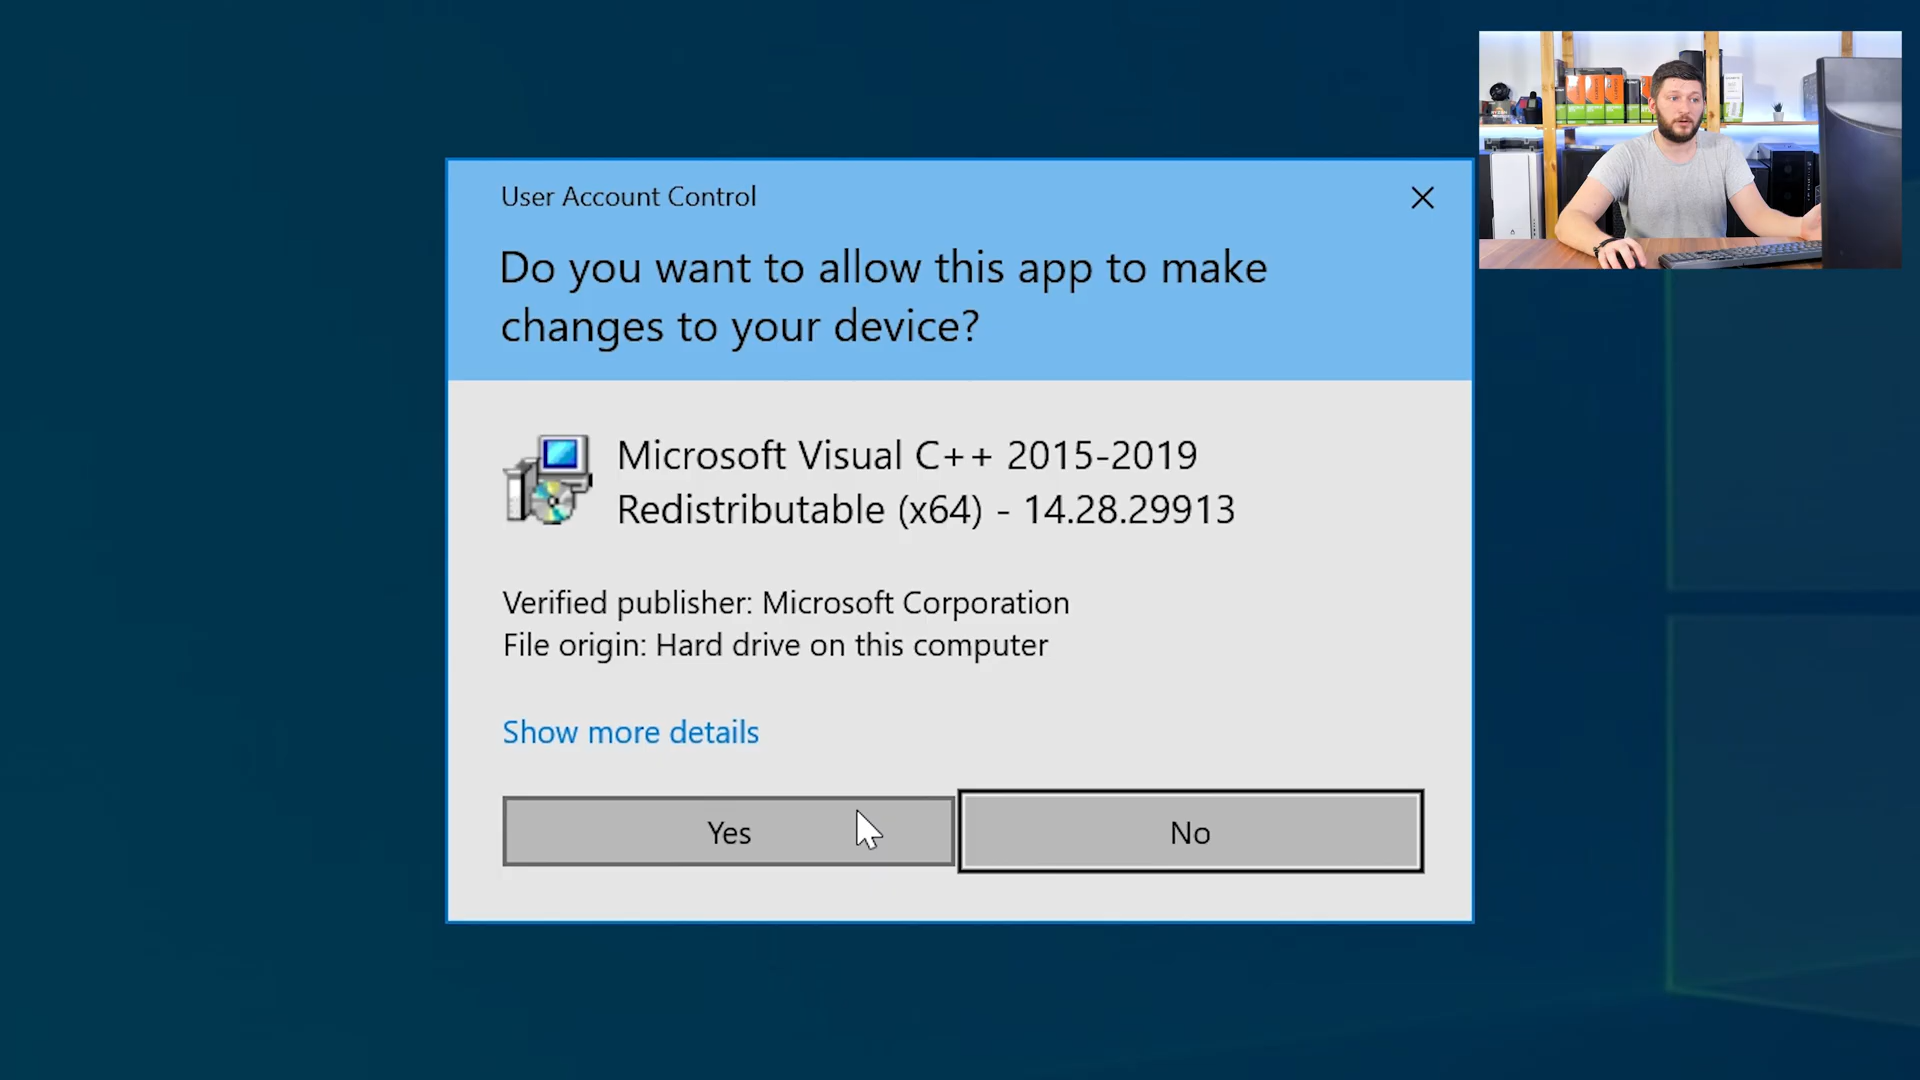 User Account Control
Do you want to allow this app to make
changes to your device?
Microsoft Visual C++ 2015-2019
Redistributable (x64) - 14.28.29913
Verified publisher: Microsoft Corporation
File origin: Hard drive on this computer
Show more details
Yes
No